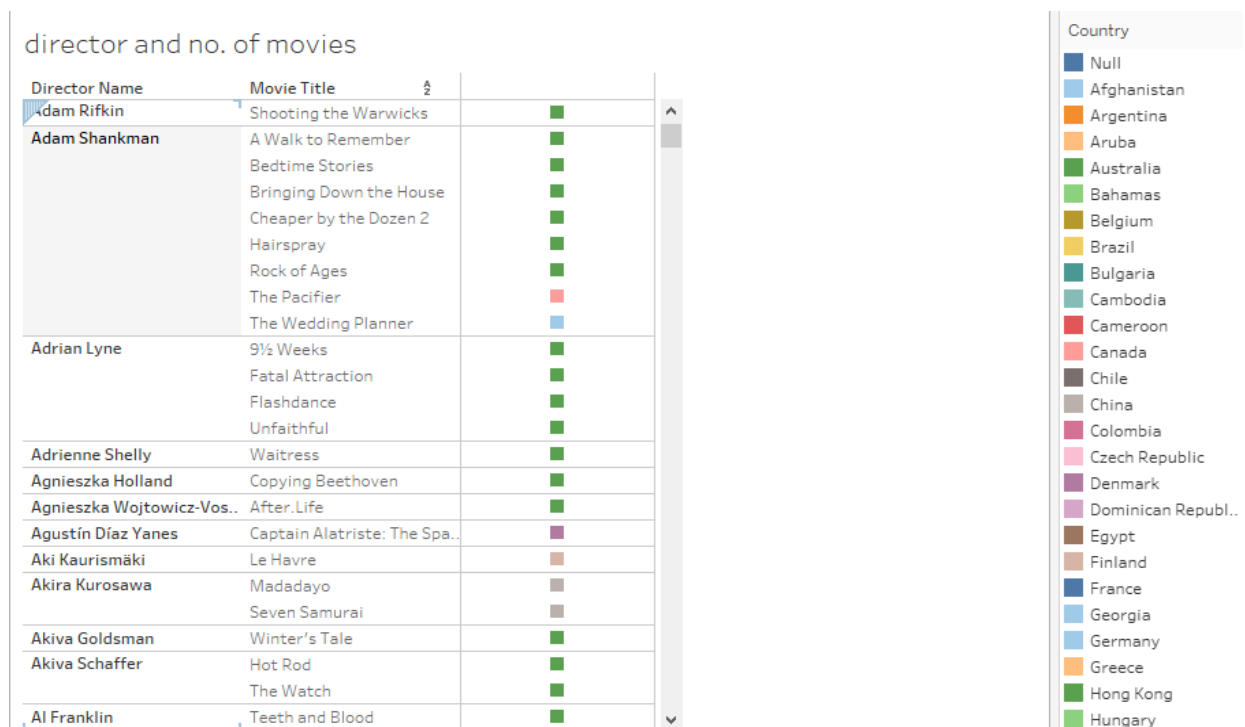 director and no. of movies
Director Name Movie Title
Adam Rifkin Shooting the Warwicks
Adam Shankman A Walk to Remember
Bedtime Stories
Bringing Down the House
Cheaper by the Dozen 2
Hairspray
Rock of Ages
The Pacifier
The Wedding Planner
Adrian Lyne 9½ Weeks
Fatal Attraction
Flashdance
Unfaithful
Adrienne Shelly Waitress
Agnieszka Holland Copying Beethoven
Agnieszka Wojtowicz-Vos.. After.Life
Agustín Díaz Yanes Captain Alatriste: The Spa..
Aki Kaurismäki Le Havre
Akira Kurosawa Madadayo
Seven Samurai
Akiva Goldsman Winter's Tale
Akiva Schaffer Hot Rod
The Watch
Al Franklin Teeth and Blood
Country
Null
Afghanistan
Argentina
Aruba
Australia
Bahamas
Belgium
Brazil
Bulgaria
Cambodia
Cameroon
Canada
Chile
China
Colombia
Czech Republic
Denmark
Dominican Republ..
Egypt
Finland
France
Georgia
Germany
Greece
Hong Kong
Hungary